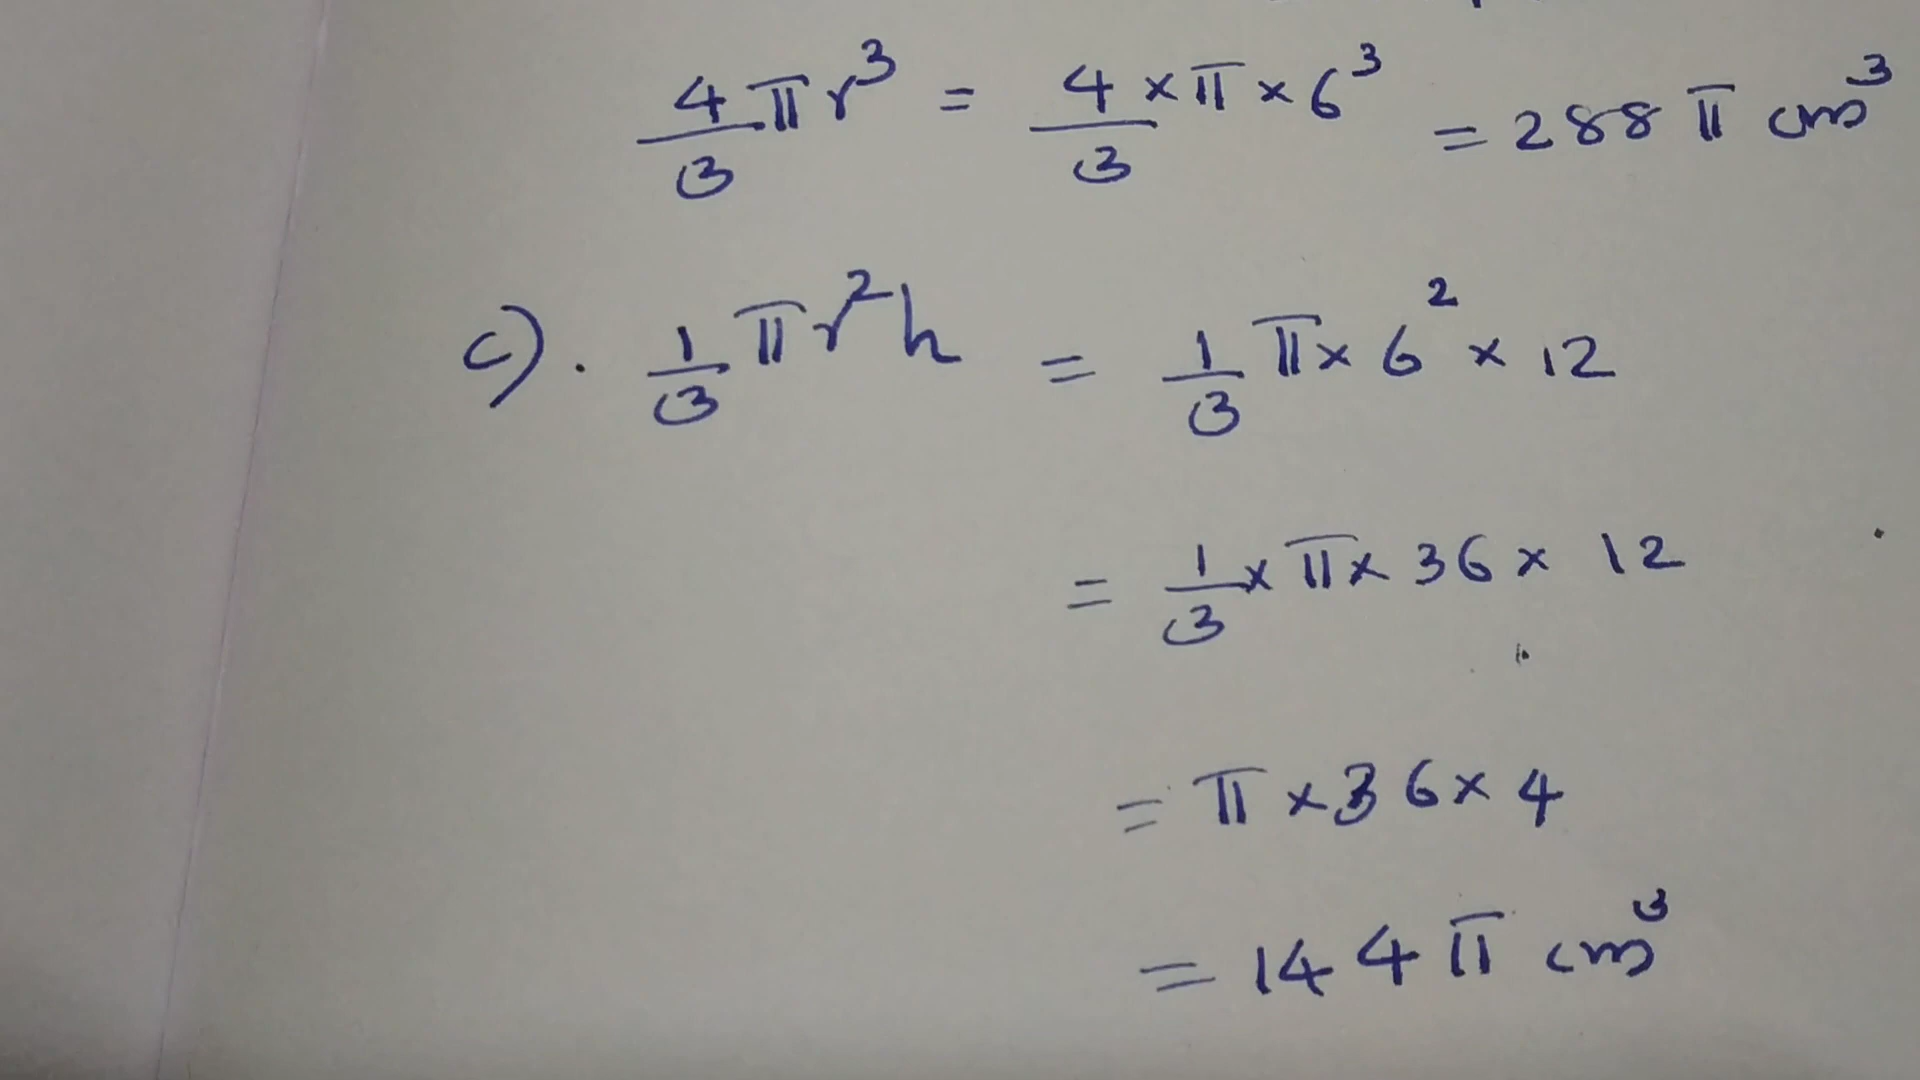 4/3 π r³ = 4/3 × π × 6³ = 288 π cm³
c). 1/3 π r² h = 1/3 π × 6² × 12
= 1/3 × π × 36 × 12
= π × 36 × 4
= 144 π cm³